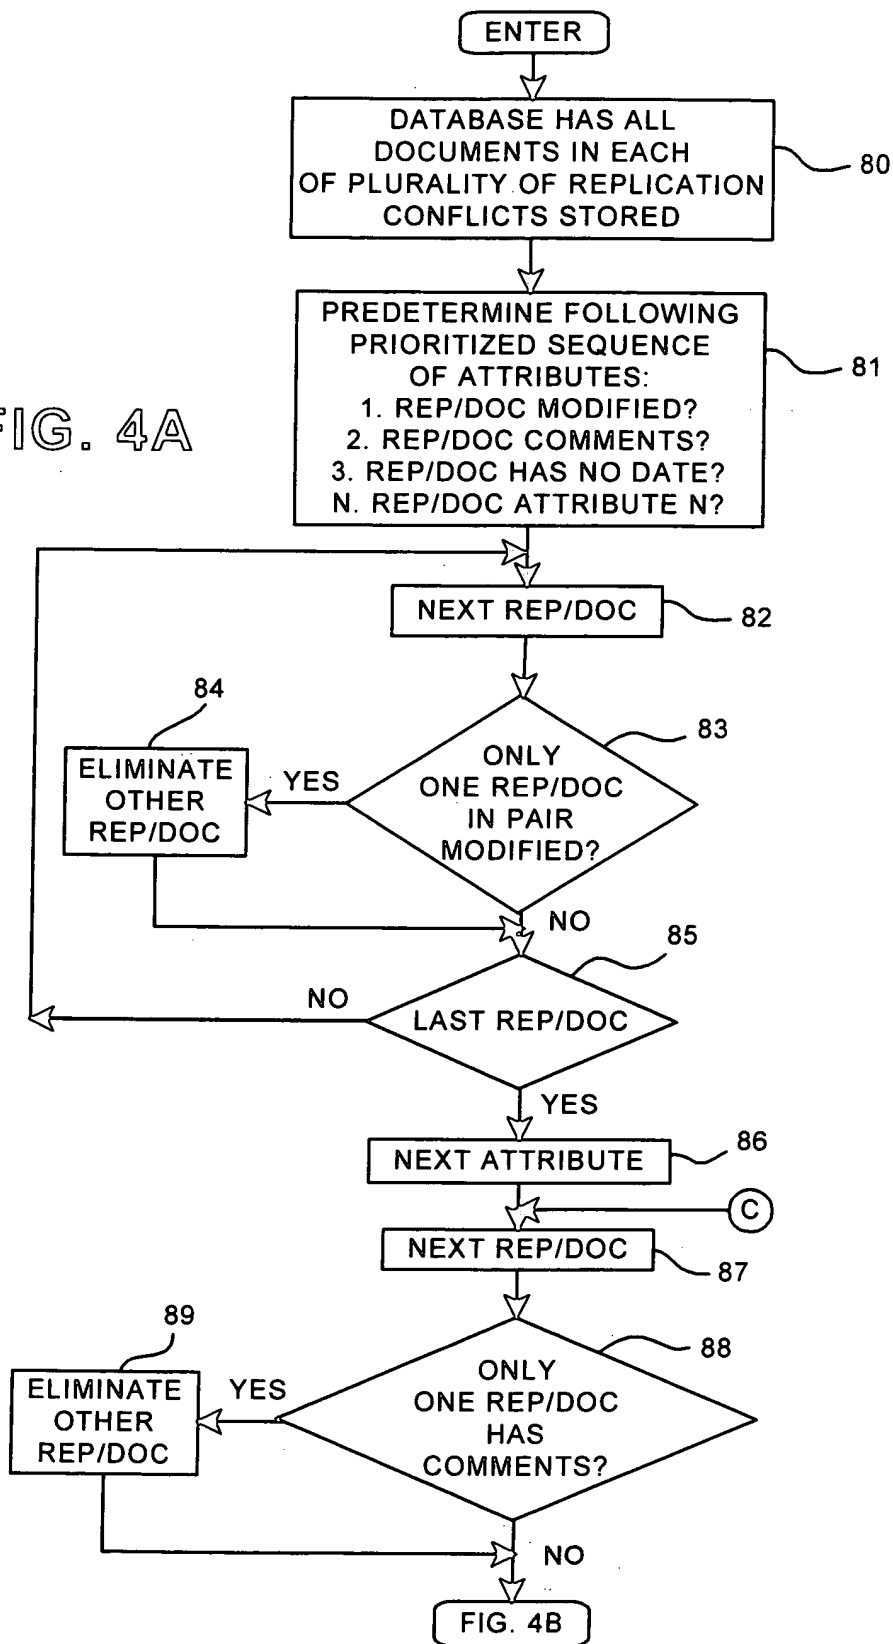 ENTER
DATABASE HAS ALL
DOCUMENTS IN EACH
OF PLURALITY OF REPLICATION
CONFLICTS STORED
80
PREDETERMINE FOLLOWING
PRIORITIZED SEQUENCE
OF ATTRIBUTES:
1. REP/DOC MODIFIED?
2. REP/DOC COMMENTS?
3. REP/DOC HAS NO DATE?
N. REP/DOC ATTRIBUTE N?
81
FIG. 4A
NEXT REP/DOC
82
ONLY
ONE REP/DOC
IN PAIR
MODIFIED?
83
YES
84
ELIMINATE
OTHER
REP/DOC
NO
85
LAST REP/DOC
NO
YES
NEXT ATTRIBUTE
86
C
NEXT REP/DOC
87
ONLY
ONE REP/DOC
HAS
COMMENTS?
88
YES
89
ELIMINATE
OTHER
REP/DOC
NO
FIG. 4B